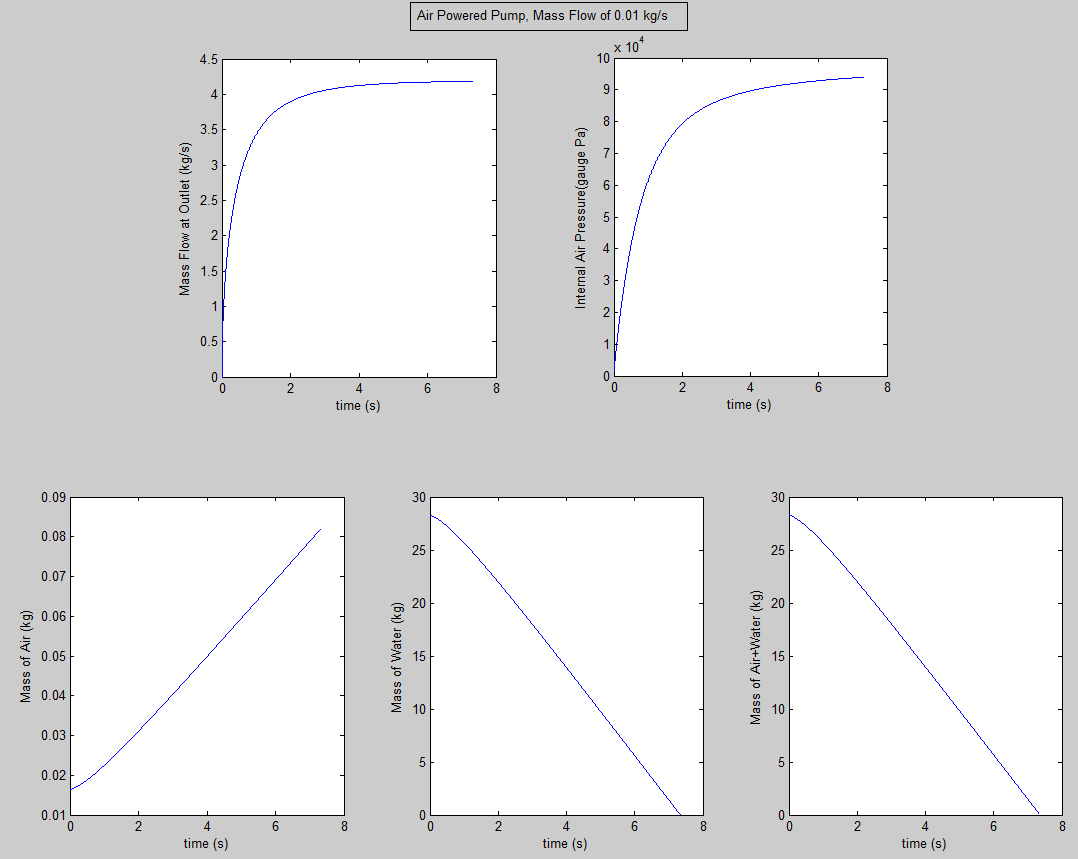 Air Powered Pump, Mass Flow of 0.01 kg/s
4.5
4
3.5
3
2.5
2
1.5
1
0.5
0
0 2 4 6 8
Mass Flow at Outlet (kg/s)
time (s)
x 10^4
10
9
8
7
6
5
4
3
2
1
0
0 2 4 6 8
Internal Air Pressure(gauge Pa)
time (s)
0.09
0.08
0.07
0.06
0.05
0.04
0.03
0.02
0.01
0 2 4 6 8
Mass of Air (kg)
time (s)
30
25
20
15
10
5
0
0 2 4 6 8
Mass of Water (kg)
time (s)
30
25
20
15
10
5
0
0 2 4 6 8
Mass of Air+Water (kg)
time (s)